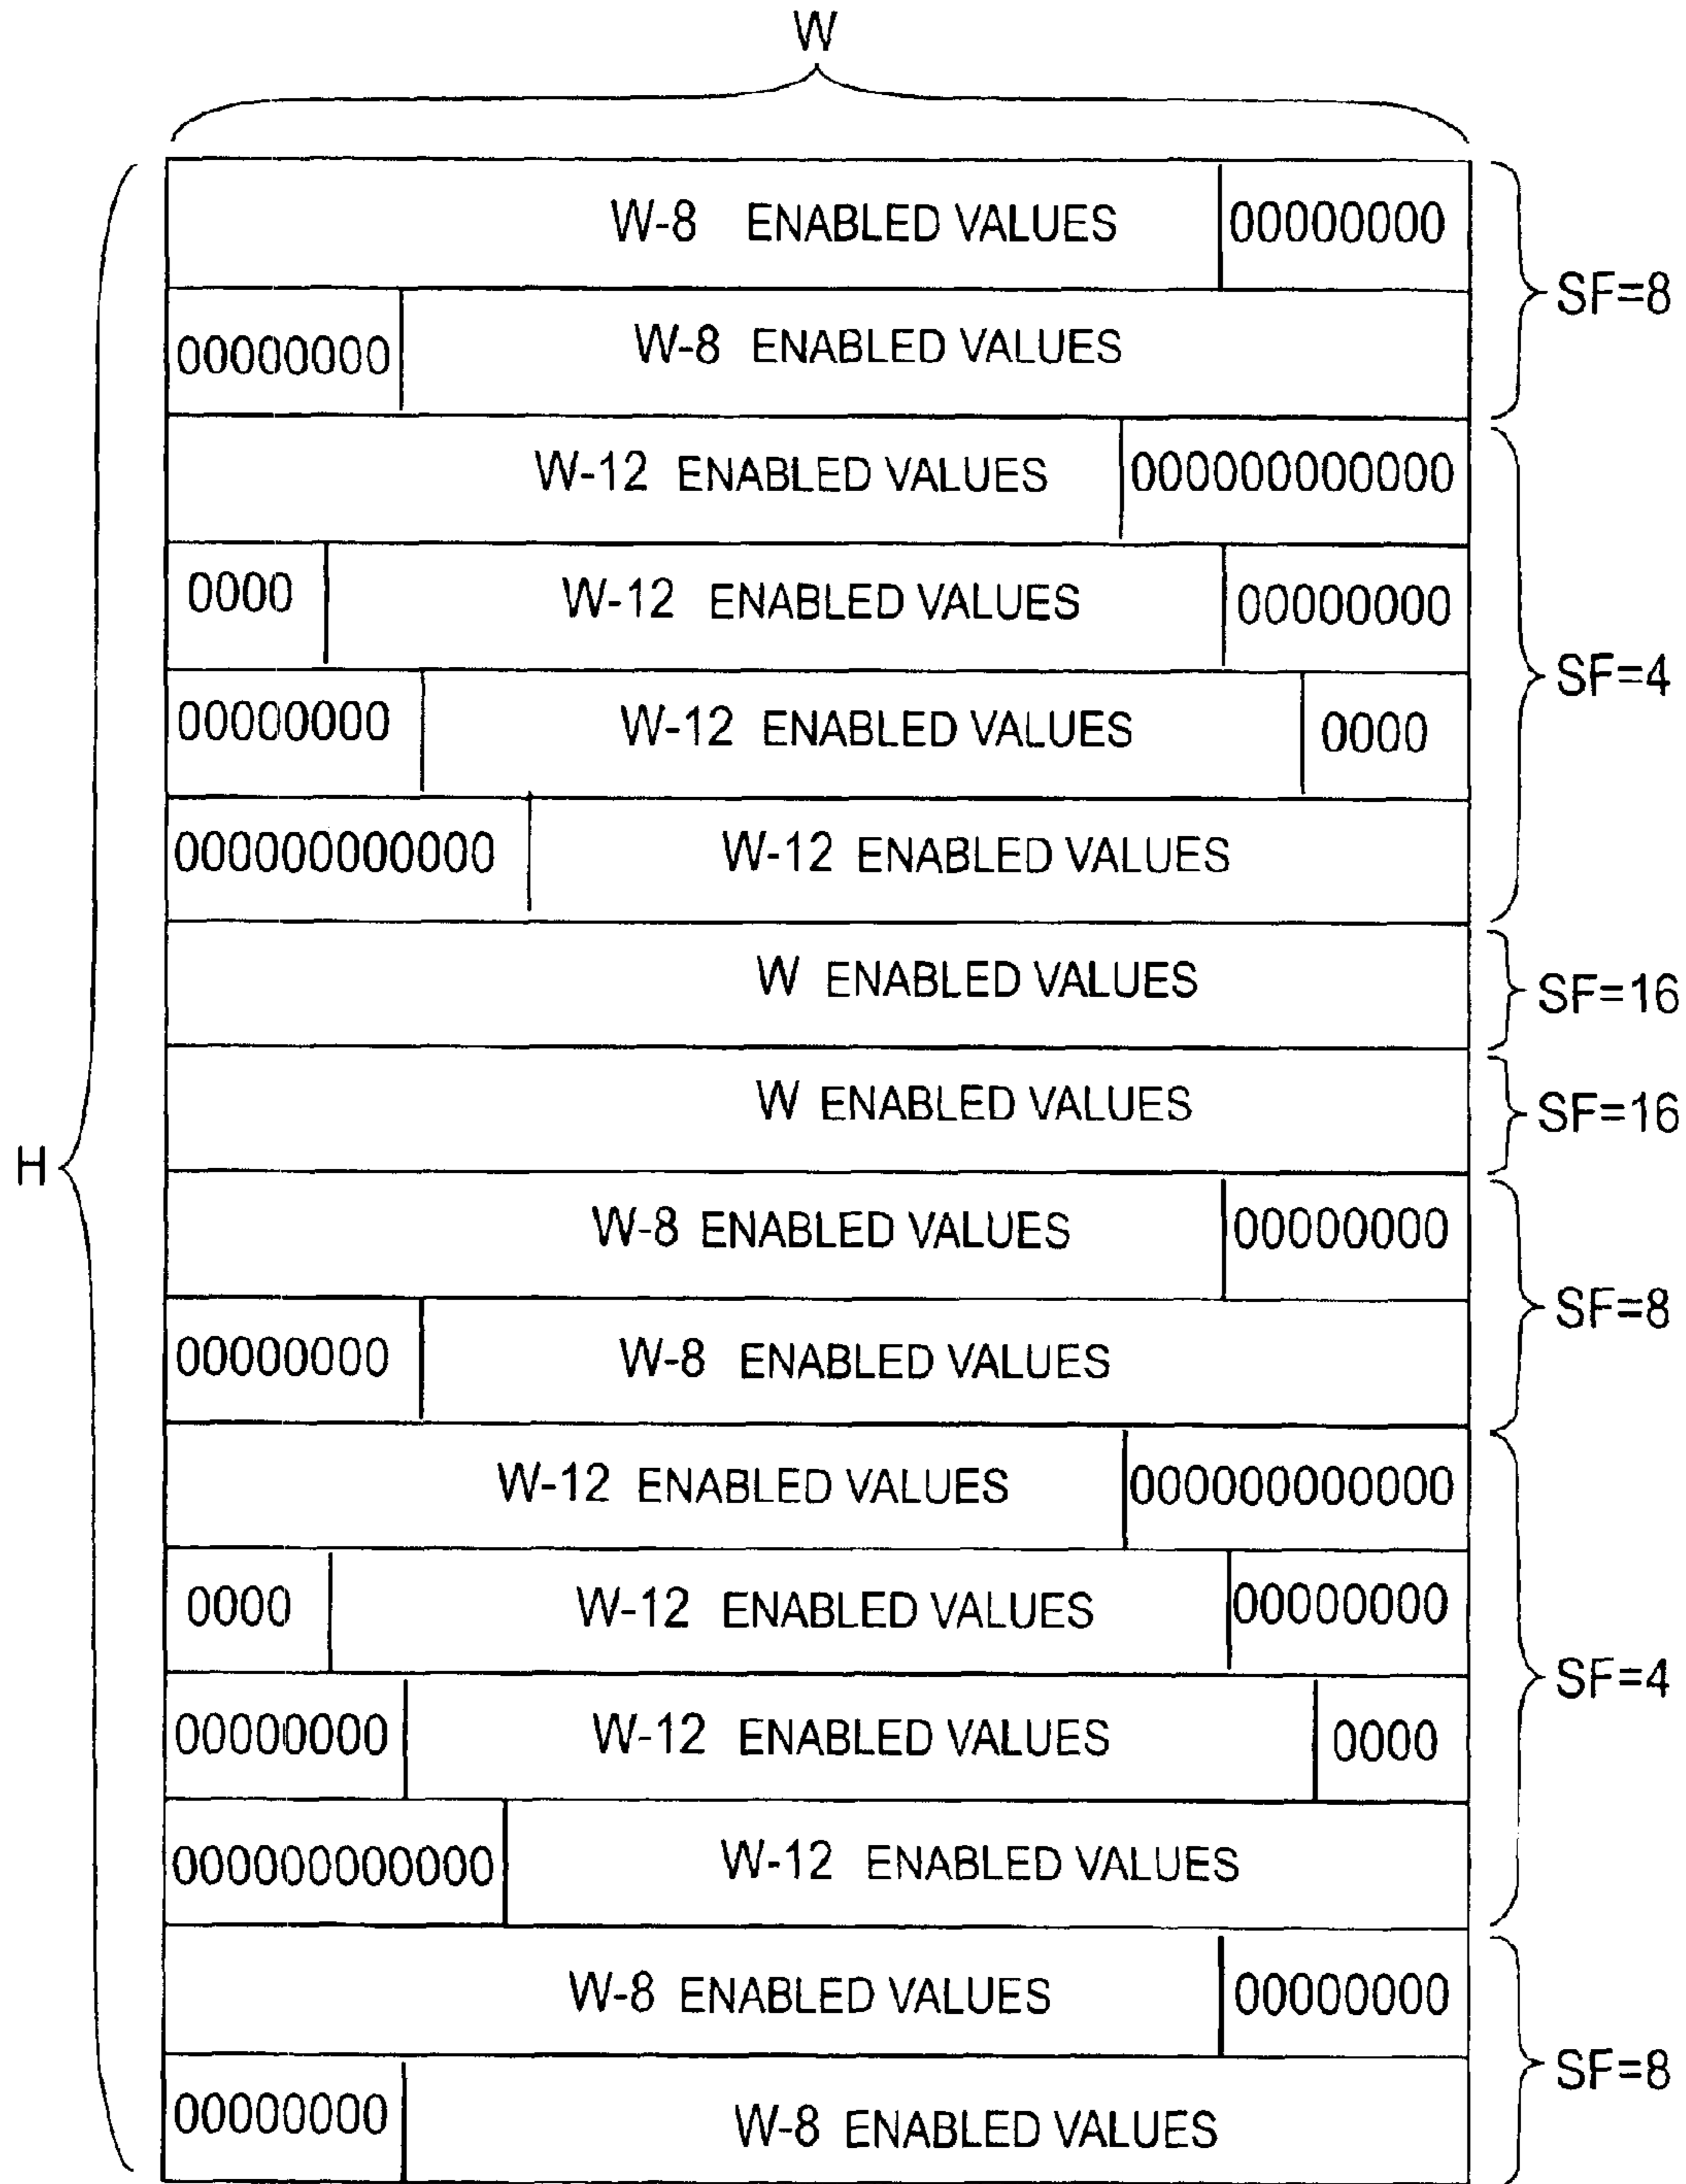 W
W-8 ENABLED VALUES 00000000
SF=8
00000000 W-8 ENABLED VALUES
W-12 ENABLED VALUES 000000000000
0000 W-12 ENABLED VALUES 00000000
SF=4
00000000 W-12 ENABLED VALUES 0000
000000000000 W-12 ENABLED VALUES
W ENABLED VALUES SF=16
W ENABLED VALUES SF=16
H
W-8 ENABLED VALUES 00000000
SF=8
00000000 W-8 ENABLED VALUES
W-12 ENABLED VALUES 000000000000
0000 W-12 ENABLED VALUES 00000000
SF=4
00000000 W-12 ENABLED VALUES 0000
000000000000 W-12 ENABLED VALUES
W-8 ENABLED VALUES 00000000
SF=8
00000000 W-8 ENABLED VALUES